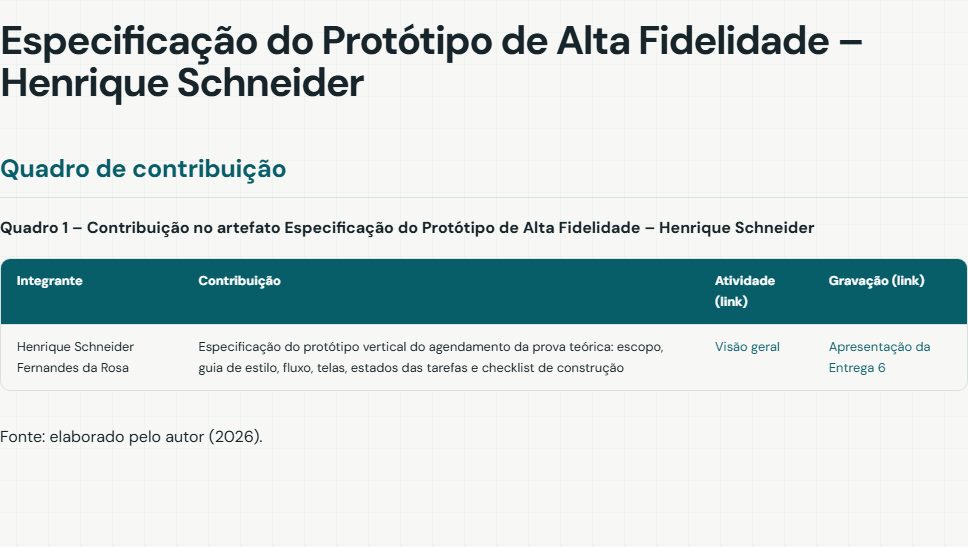 Especificação do Protótipo de Alta Fidelidade –
Henrique Schneider
Quadro de contribuição
Quadro 1 – Contribuição no artefato Especificação do Protótipo de Alta Fidelidade – Henrique Schneider
Integrante
Contribuição
Atividade
(link)
Gravação (link)
Henrique Schneider
Fernandes da Rosa
Especificação do protótipo vertical do agendamento da prova teórica: escopo,
guia de estilo, fluxo, telas, estados das tarefas e checklist de construção
Visão geral
Apresentação da
Entrega 6
Fonte: elaborado pelo autor (2026).